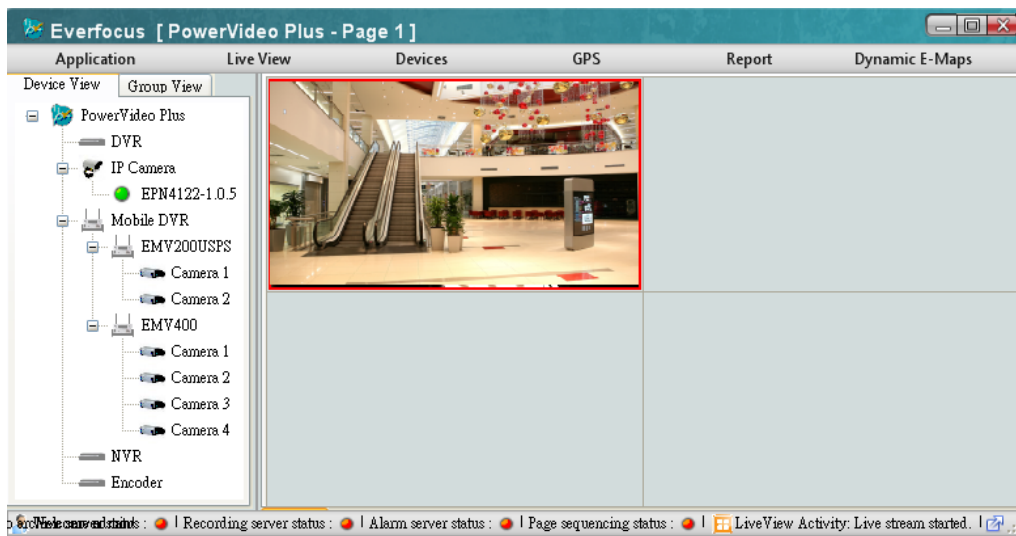 Everfocus [ PowerVideo Plus - Page 1 ]
Application Live View Devices GPS Report Dynamic E-Maps
Device View Group View
PowerVideo Plus
DVR
IP Camera
EPN4122-1.0.5
Mobile DVR
EMV200USPS
Camera 1
Camera 2
EMV400
Camera 1
Camera 2
Camera 3
Camera 4
NVR
Encoder
: | Recording server status : | Alarm server status : | Page sequencing status : | LiveView Activity: Live stream started. |